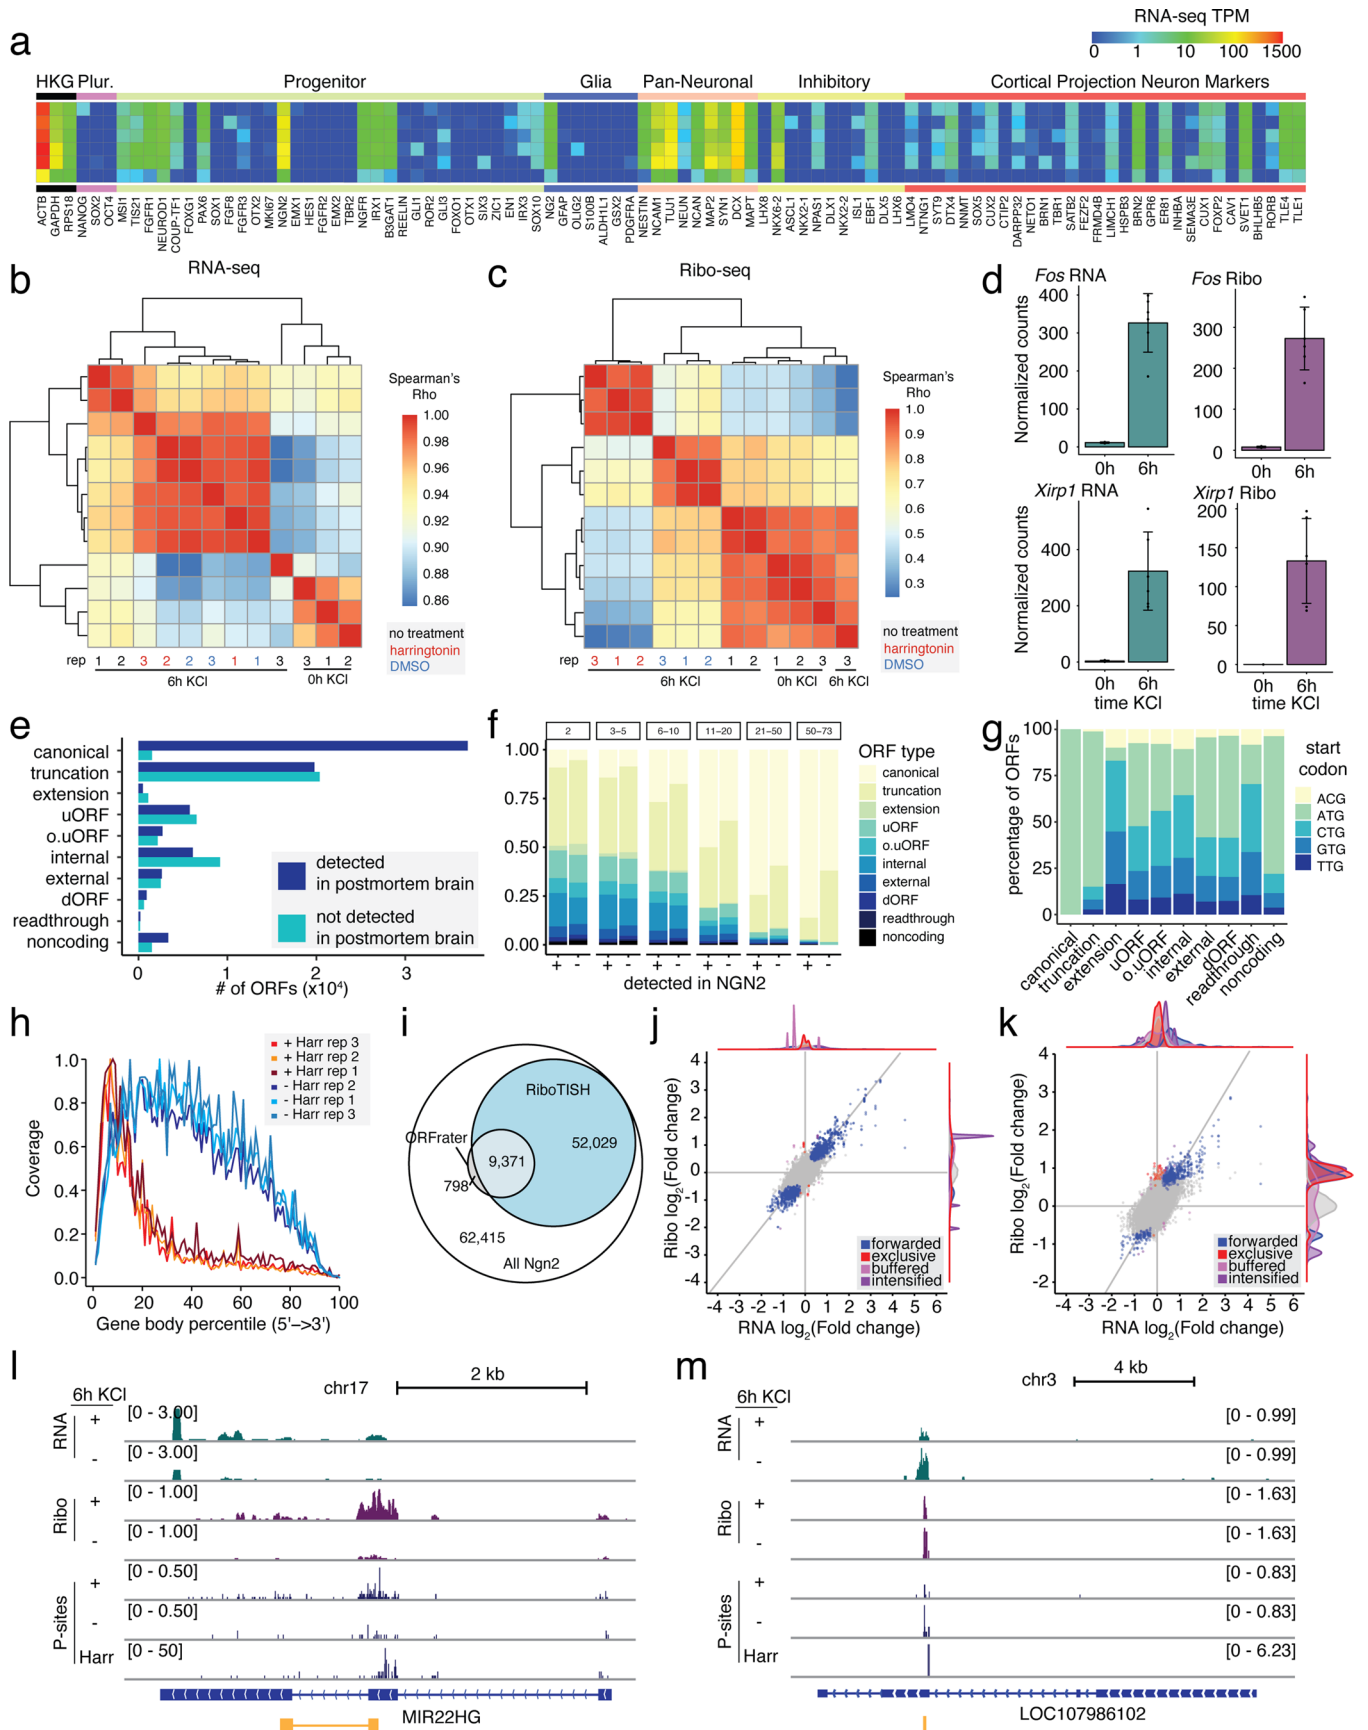 a
RNA-seq TPM
0 1 10 100 1500
HKG Plur. Progenitor Glia Pan-Neuronal Inhibitory Cortical Projection Neuron Markers
ACTB GAPDH RPS18 NANOG SOX2 OCT4 MSI1 TIS21 FGFR1 NEUROD1 COUP-TF1 FOXG1 PAX6 SOX1 FGF8 FGFR3 OTX2 MKI67 NGN2 EMX1 HES1 FGFR2 EMX2 TBR2 NGFR IRX1 B3GAT1 REELIN GLI1 ROR2 GLI3 FOXO1 OTX1 SIX3 ZIC1 EN1 IRX3 SOX10 NG2 GFAP OLIG2 S100B ALDH1L1 GSX2 PDGFRA NESTIN NCAM1 TUJ1 NEUN NCAN MAP2 SYN1 DCX MAPT LHX8 NKX6-2 ASCL1 NKX2-1 NPAS1 DLX1 NKX2-2 ISL1 EBF1 DLX5 LHX6 LMO4 NTNG1 SYT9 DTX4 NNMT SOX5 CUX2 CTIP2 DARPP32 NETO1 BRN1 TBR1 SATB2 FEZF2 FRMD4B LIMCH1 HSPB3 BRN2 GPR6 ER81 INHBA SEMA3E CUX1 FOXP2 CAV1 SVET1 BHLHB5 RORB TLE4 TLE1
b
RNA-seq
Spearman's
Rho
1.00
0.98
0.96
0.94
0.92
0.90
0.88
0.86
no treatment
harringtonin
DMSO
rep 1 2 3 2 2 3 1 1 3 3 1 2
6h KCl 0h KCl
c
Ribo-seq
Spearman's
Rho
1.0
0.9
0.8
0.7
0.6
0.5
0.4
0.3
no treatment
harringtonin
DMSO
rep 3 1 2 3 1 2 1 2 1 2 3 3
6h KCl 0h KCl 6h KCl
d
Fos RNA
Normalized counts
400
300
200
100
0
0h 6h
Fos Ribo
300
200
100
0
0h 6h
Xirp1 RNA
Normalized counts
400
200
0
0h 6h
time KCl
Xirp1 Ribo
200
150
100
50
0
0h 6h
time KCl
e
canonical
truncation
extension
uORF
o.uORF
internal
external
dORF
readthrough
noncoding
detected
in postmortem brain
not detected
in postmortem brain
0 1 2 3
# of ORFs (x10⁴)
f
2 3-5 6-10 11-20 21-50 50-73
1.00
0.75
0.50
0.25
0.00
+ - + - + - + - + - + -
detected in NGN2
ORF type
canonical
truncation
extension
uORF
o.uORF
internal
external
dORF
readthrough
noncoding
g
percentage of ORFs
100
75
50
25
0
canonical truncation extension uORF o.uORF internal external dORF readthrough noncoding
start
codon
ACG
ATG
CTG
GTG
TTG
h
Coverage
1.0
0.8
0.6
0.4
0.2
0.0
+ Harr rep 3
+ Harr rep 2
+ Harr rep 1
- Harr rep 2
- Harr rep 1
- Harr rep 3
0 20 40 60 80 100
Gene body percentile (5'->3')
i
RiboTISH
52,029
ORFrater
9,371
798
62,415
All Ngn2
j
Ribo log₂(Fold change)
4
3
2
1
0
-1
-2
-3
-4
forwarded
exclusive
buffered
intensified
-4 -3 -2 -1 0 1 2 3 4 5 6
RNA log₂(Fold change)
k
Ribo log₂(Fold change)
4
3
2
1
0
-1
-2
forwarded
exclusive
buffered
intensified
-4 -3 -2 -1 0 1 2 3 4 5 6
RNA log₂(Fold change)
l
chr17 2 kb
6h KCl
RNA
+ [0 - 3.00]
- [0 - 3.00]
Ribo
+ [0 - 1.00]
- [0 - 1.00]
P-sites
+ [0 - 0.50]
- [0 - 0.50]
Harr [0 - 50]
MIR22HG
m
chr3 4 kb
6h KCl
RNA
+ [0 - 0.99]
- [0 - 0.99]
Ribo
+ [0 - 1.63]
- [0 - 1.63]
P-sites
+ [0 - 0.83]
- [0 - 0.83]
Harr [0 - 6.23]
LOC107986102